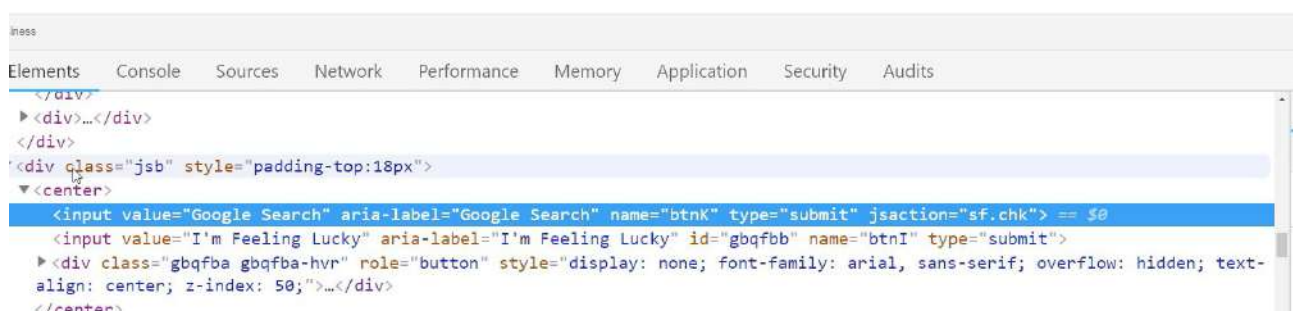 iness
Elements Console Sources Network Performance Memory Application Security Audits
</div>
▶<div>…</div>
</div>
<div class="jsb" style="padding-top:18px">
▼<center>
<input value="Google Search" aria-label="Google Search" name="btnK" type="submit" jsaction="sf.chk"> == $0
<input value="I'm Feeling Lucky" aria-label="I'm Feeling Lucky" id="gbqfbb" name="btnI" type="submit">
▶<div class="gbqfba gbqfba-hvr" role="button" style="display: none; font-family: arial, sans-serif; overflow: hidden; text-
align: center; z-index: 50;">…</div>
</center>